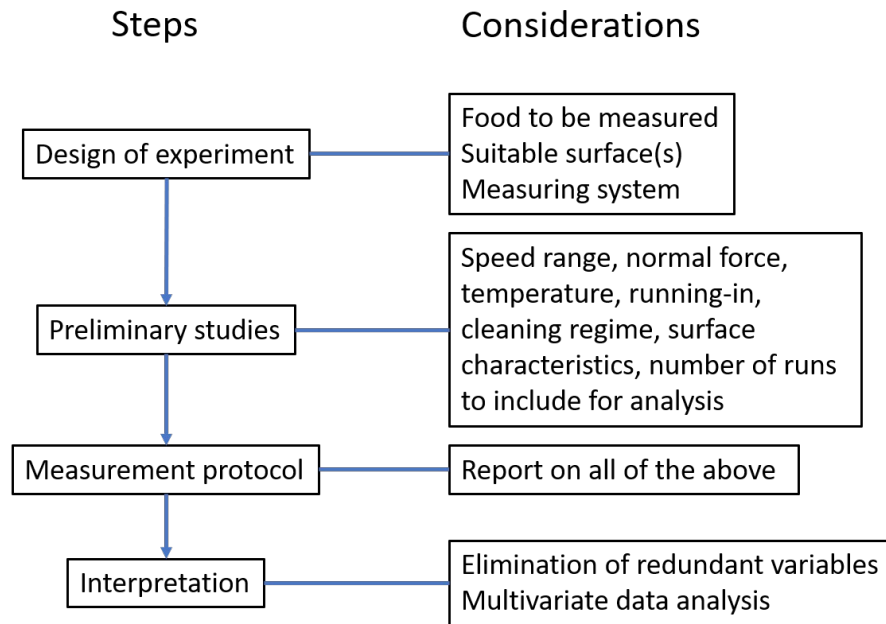 Steps
Considerations
Design of experiment
Food to be measured
Suitable surface(s)
Measuring system
Preliminary studies
Speed range, normal force,
temperature, running-in,
cleaning regime, surface
characteristics, number of runs
to include for analysis
Measurement protocol
Report on all of the above
Interpretation
Elimination of redundant variables
Multivariate data analysis